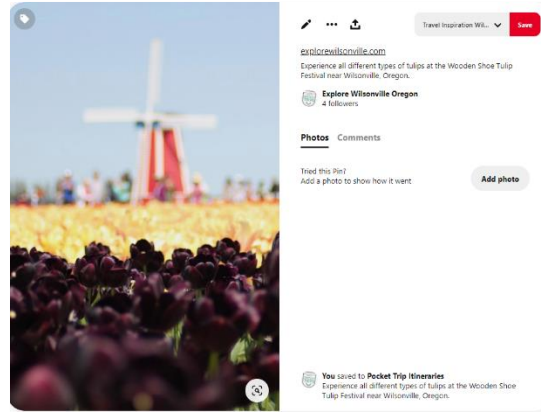 Travel Inspiration Wil...
Save
explorewilsonville.com
Experience all different types of tulips at the Wooden Shoe Tulip
Festival near Wilsonville, Oregon.
Explore Wilsonville Oregon
4 followers
Photos Comments
Tried this Pin?
Add a photo to show how it went
Add photo
You saved to Pocket Trip Itineraries
Experience all different types of tulips at the Wooden Shoe
Tulip Festival near Wilsonville, Oregon.